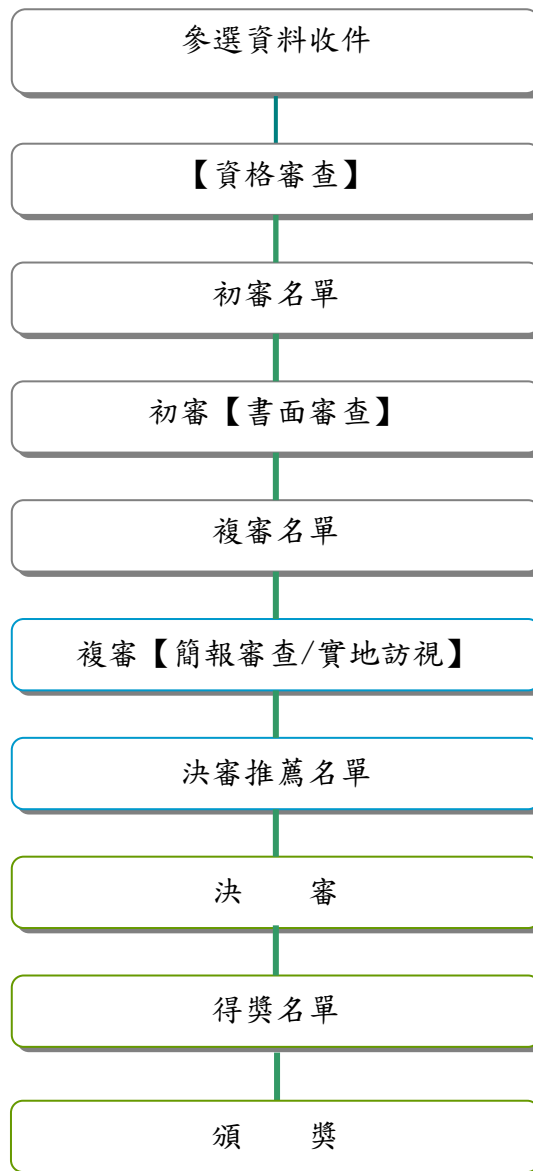 參選資料收件
【資格審查】
初審名單
初審【書面審查】
複審名單
複審【簡報審查/實地訪視】
決審推薦名單
決　　審
得獎名單
頒　　獎